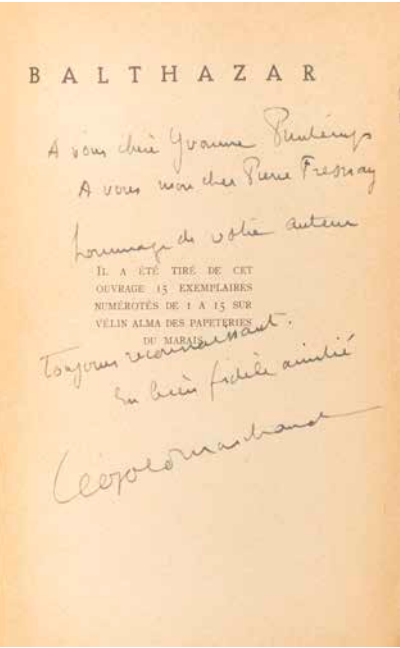 BALTHAZAR
A vous chère Yvonne Printemps
A vous mon cher Pierre Fresnay
hommage de votre auteur
IL A ÉTÉ TIRÉ DE CET
OUVRAGE 15 EXEMPLAIRES
NUMÉROTÉS DE 1 A 15 SUR
VÉLIN ALMA DES PAPETERIES
DU MARAIS
Toujours reconnaissant.
En bien fidèle amitié
Léopold Marchand